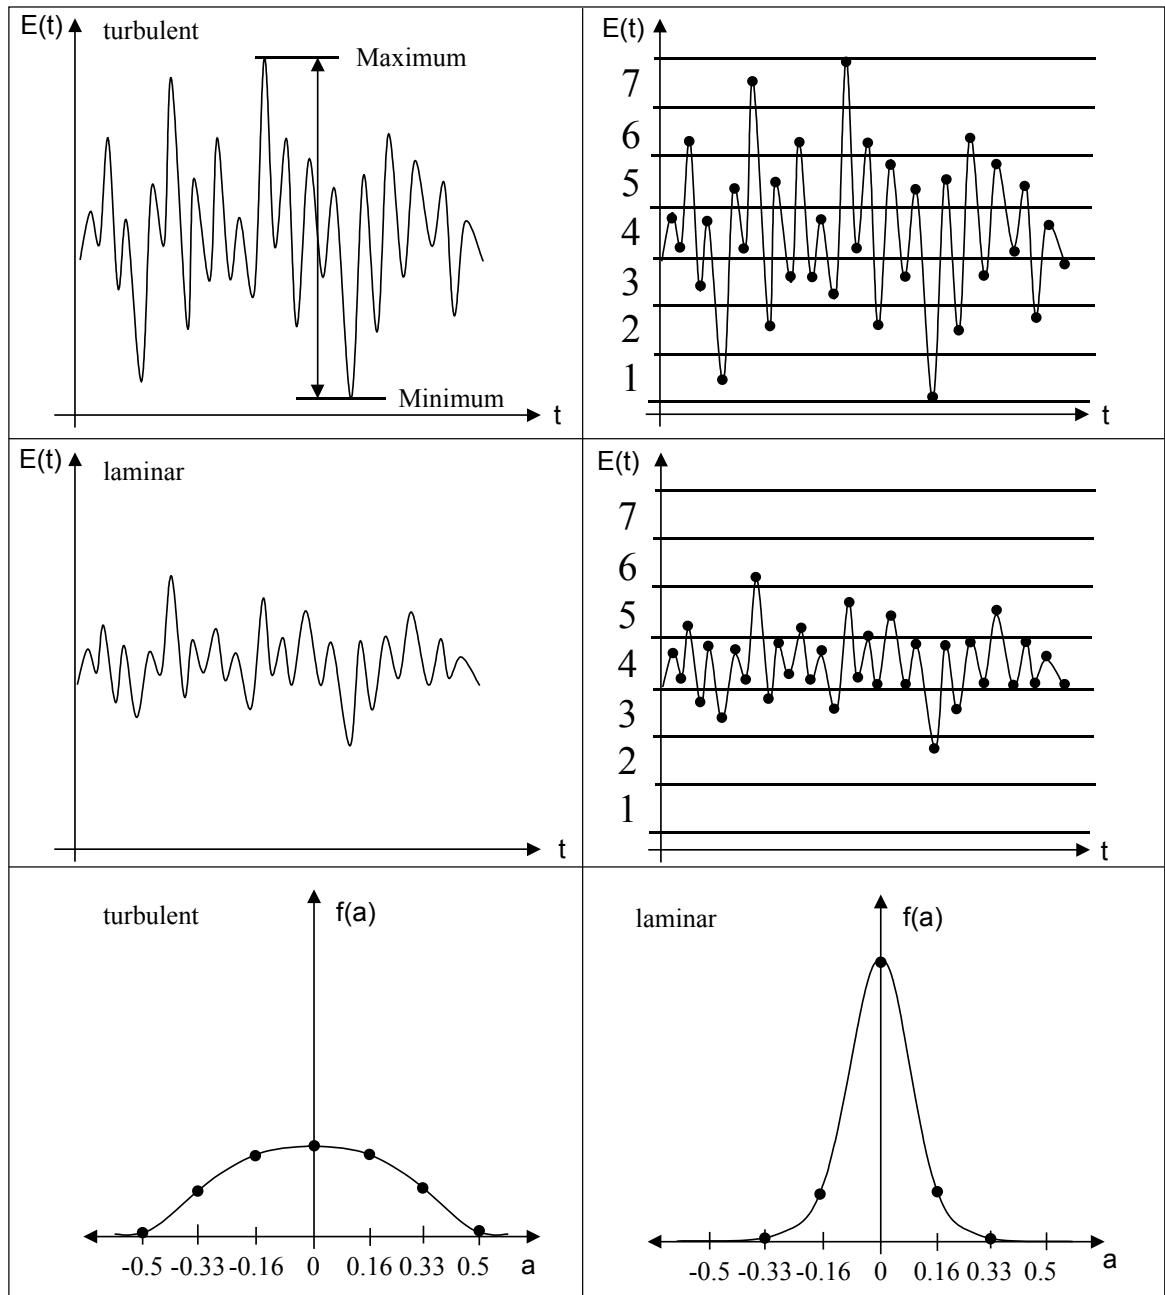 E(t)
turbulent
Maximum
Minimum
t
E(t)
7
6
5
4
3
2
1
t
E(t)
laminar
t
E(t)
7
6
5
4
3
2
1
t
turbulent
f(a)
-0.5 -0.33 -0.16 0 0.16 0.33 0.5 a
laminar
f(a)
-0.5 -0.33 -0.16 0 0.16 0.33 0.5 a